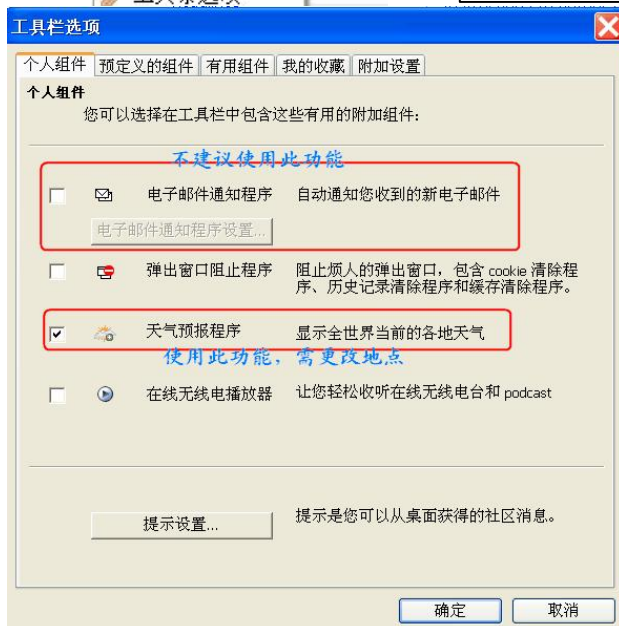 工具条选项
工具栏选项
个人组件 预定义的组件 有用组件 我的收藏 附加设置
个人组件
您可以选择在工具栏中包含这些有用的附加组件:
不建议使用此功能
电子邮件通知程序 自动通知您收到的新电子邮件
电子邮件通知程序设置...
弹出窗口阻止程序 阻止烦人的弹出窗口，包含 cookie 清除程
序、历史记录清除程序和缓存清除程序。
天气预报程序 显示全世界当前的各地天气
使用此功能，需更改地点
在线无线电播放器 让您轻松收听在线无线电台和 podcast
提示设置... 提示是您可以从桌面获得的社区消息。
确定 取消